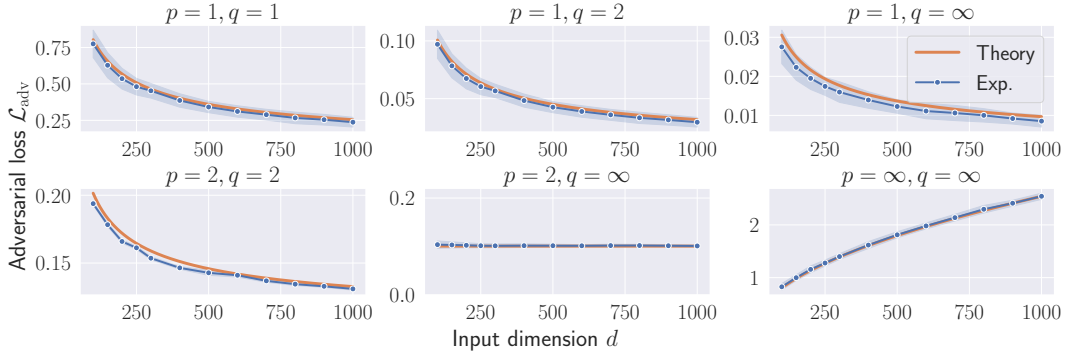 p = 1, q = 1
p = 1, q = 2
p = 1, q = ∞
0.75
0.50
0.25
0.10
0.05
0.03
0.02
0.01
Theory
Exp.
250 500 750 1000
250 500 750 1000
250 500 750 1000
Adversarial loss ℒ_adv
p = 2, q = 2
p = 2, q = ∞
p = ∞, q = ∞
0.20
0.15
0.2
0.0
2
1
250 500 750 1000
250 500 750 1000
250 500 750 1000
Input dimension d